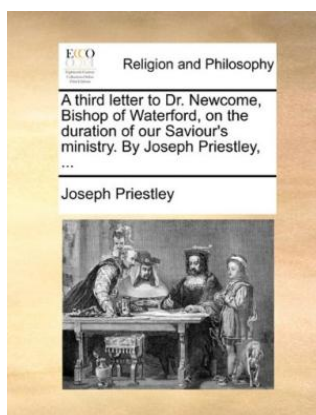 ECCO
Religion and Philosophy
A third letter to Dr. Newcome,
Bishop of Waterford, on the
duration of our Saviour's
ministry. By Joseph Priestley,
...
Joseph Priestley